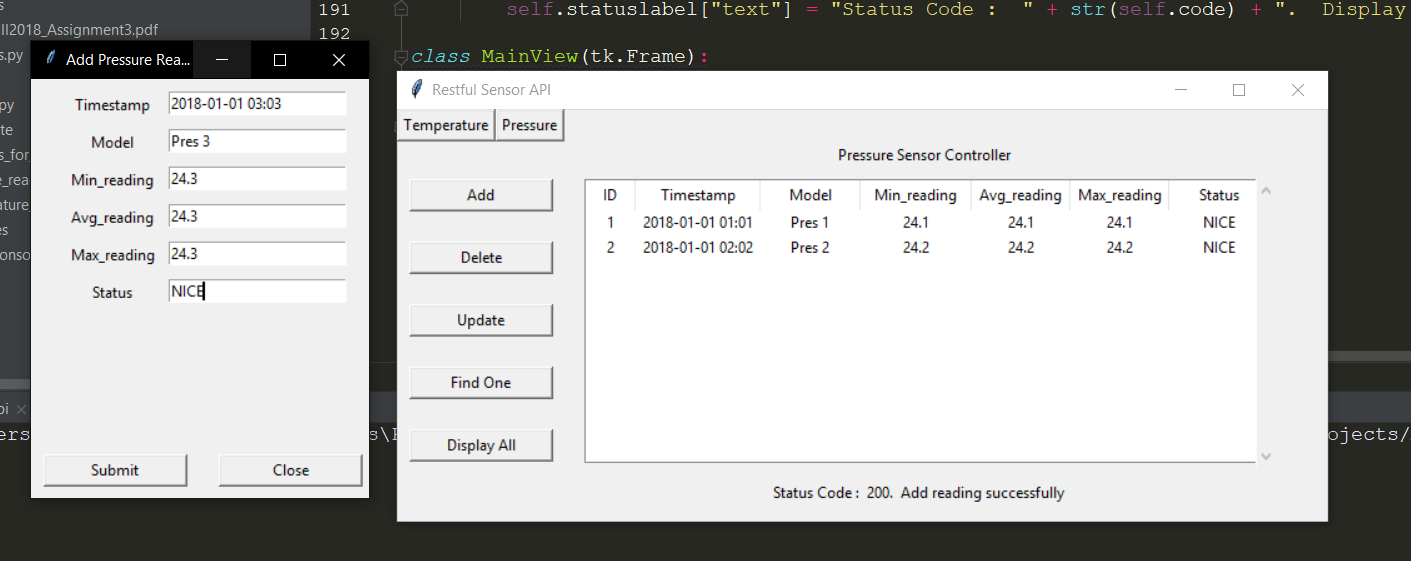 s
191
self.statuslabel["text"] = "Status Code :  " + str(self.code) + ".  Display
ll2018_Assignment3.pdf
192
s.py
class MainView(tk.Frame):
Add Pressure Rea...
Timestamp 2018-01-01 03:03
Model Pres 3
Min_reading 24.3
Avg_reading 24.3
Max_reading 24.3
Status NICE
Submit Close
py
te
s_for
e_rea
ature
es
onso
Restful Sensor API
Temperature Pressure
Pressure Sensor Controller
Add
Delete
Update
Find One
Display All
ID Timestamp Model Min_reading Avg_reading Max_reading Status
1 2018-01-01 01:01 Pres 1 24.1 24.1 24.1 NICE
2 2018-01-01 02:02 Pres 2 24.2 24.2 24.2 NICE
Status Code : 200. Add reading successfully
pi
ers
s\
ojects/